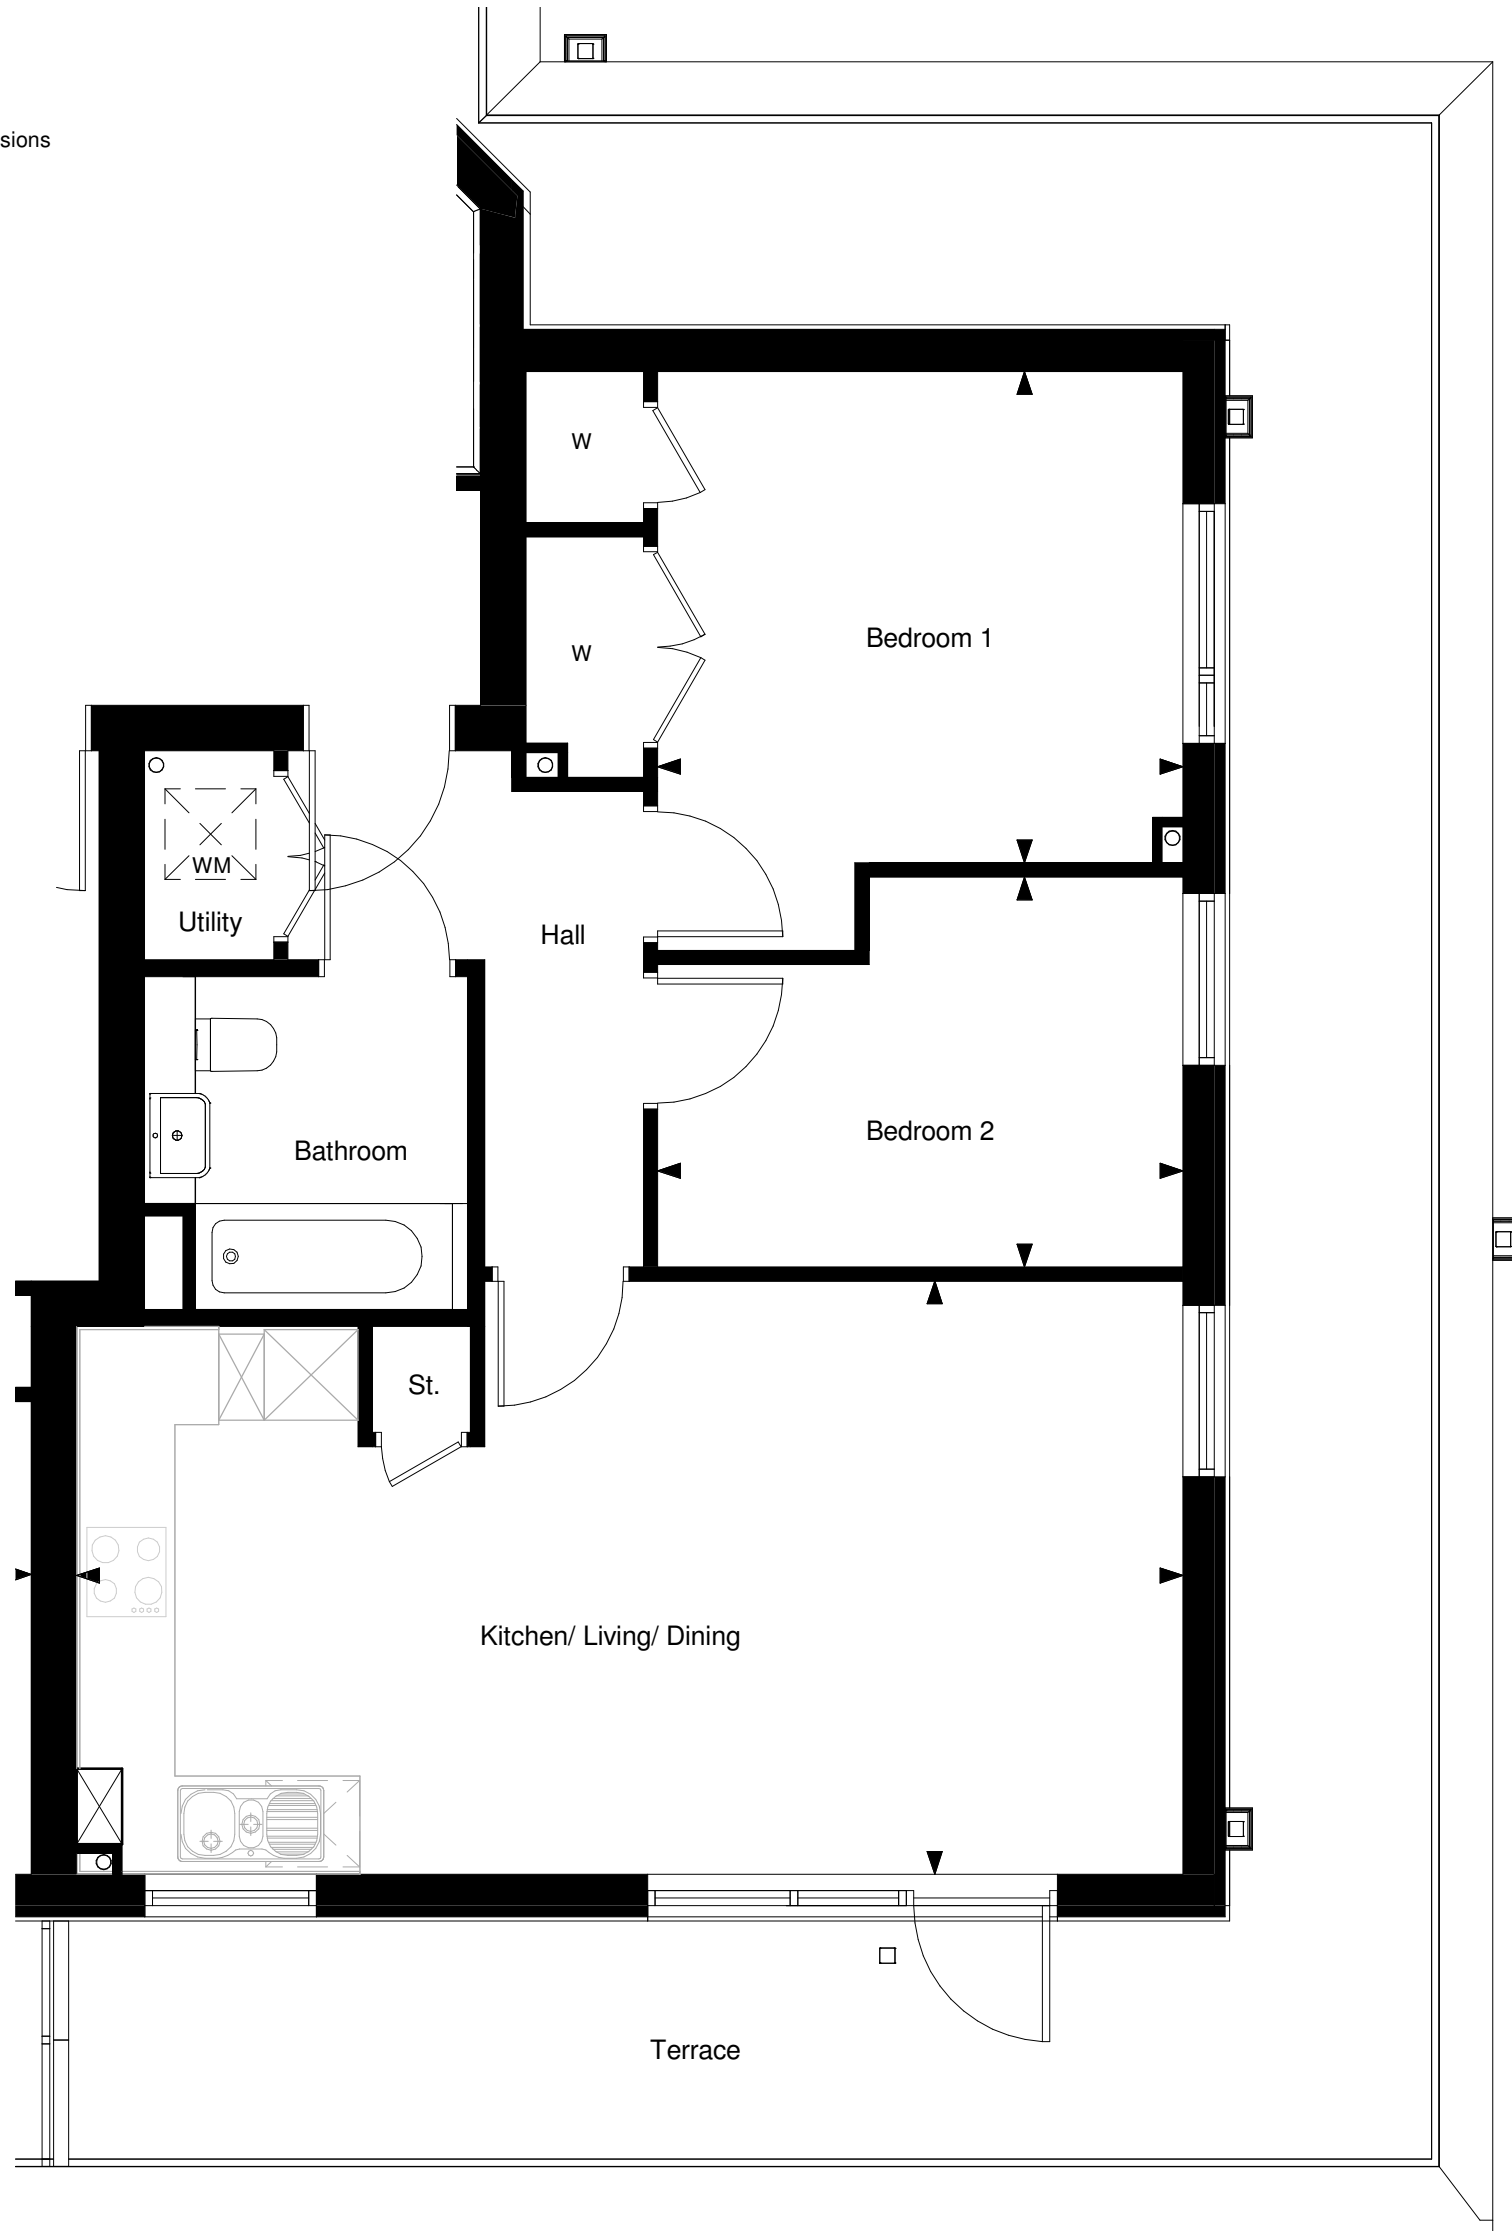 sions
W
W
Bedroom 1
WM
Utility
Hall
Bedroom 2
Bathroom
St.
Kitchen/ Living/ Dining
Terrace